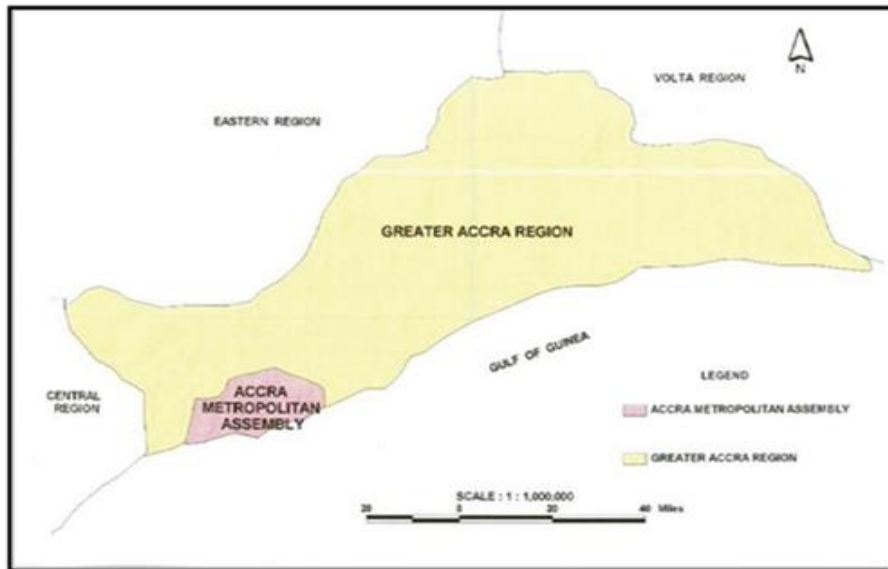 N
VOLTA REGION
EASTERN REGION
GREATER ACCRA REGION
GULF OF GUINEA
CENTRAL
REGION
ACCRA
METROPOLITAN
ASSEMBLY
LEGEND
ACCRA METROPOLITAN ASSEMBLY
GREATER ACCRA REGION
SCALE : 1 : 1,000,000
20 0 20 40 Miles